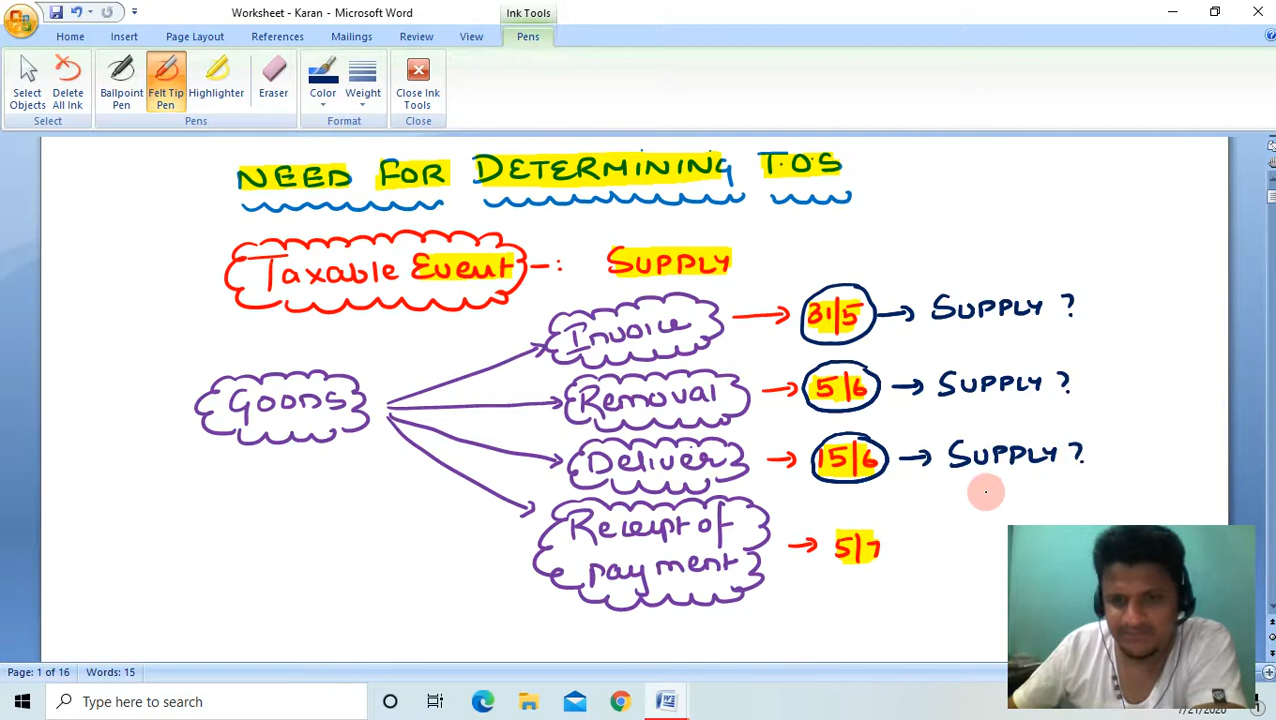 Worksheet - Karan - Microsoft Word
Ink Tools
Home Insert Page Layout References Mailings Review View Pens
Select Objects
Delete All Ink
Ballpoint Pen
Felt Tip Pen
Highlighter
Eraser
Color
Weight
Close Ink Tools
Select Pens Format Close
NEED FOR DETERMINING T.O.S
Taxable Event -: SUPPLY
Invoice → 31|5 → SUPPLY ?
GOODS
Removal → 5|6 → SUPPLY ?
Deliver → 15|6 → SUPPLY ?
Receipt of payment → 5|7
Page: 1 of 16 Words: 15
Type here to search
7/21/2020